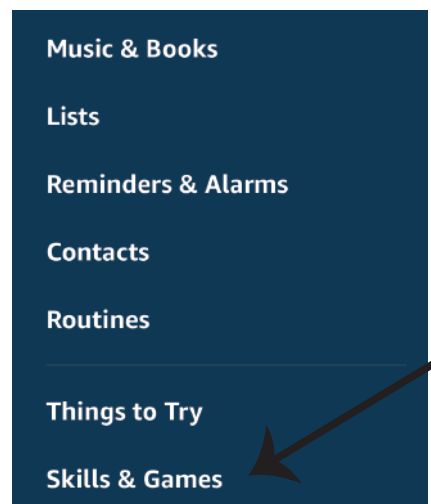 Music & Books
Lists
Reminders & Alarms
Contacts
Routines
Things to Try
Skills & Games